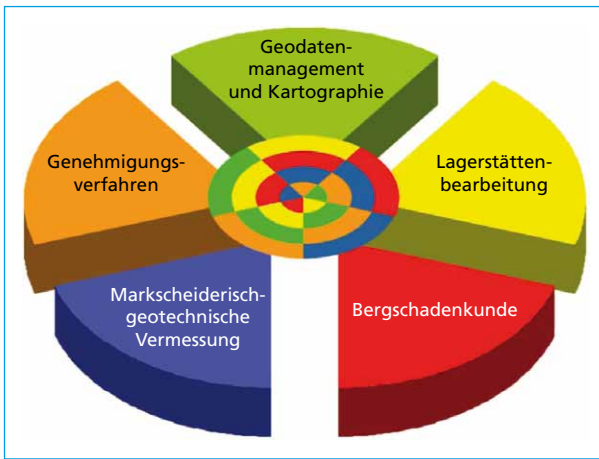 Geodaten-
management
und Kartographie
Genehmigungs-
verfahren
Lagerstätten-
bearbeitung
Markscheiderisch-
geotechnische
Vermessung
Bergschadenkunde